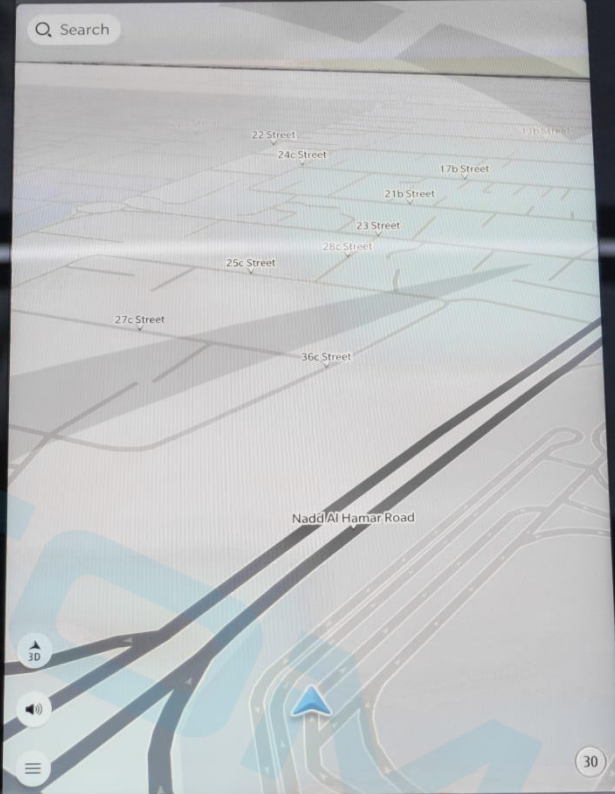 Search
22 Street
24c Street
17b Street
21b Street
23 Street
28c Street
25c Street
27c Street
36c Street
Nadd Al Hamar Road
3D
30